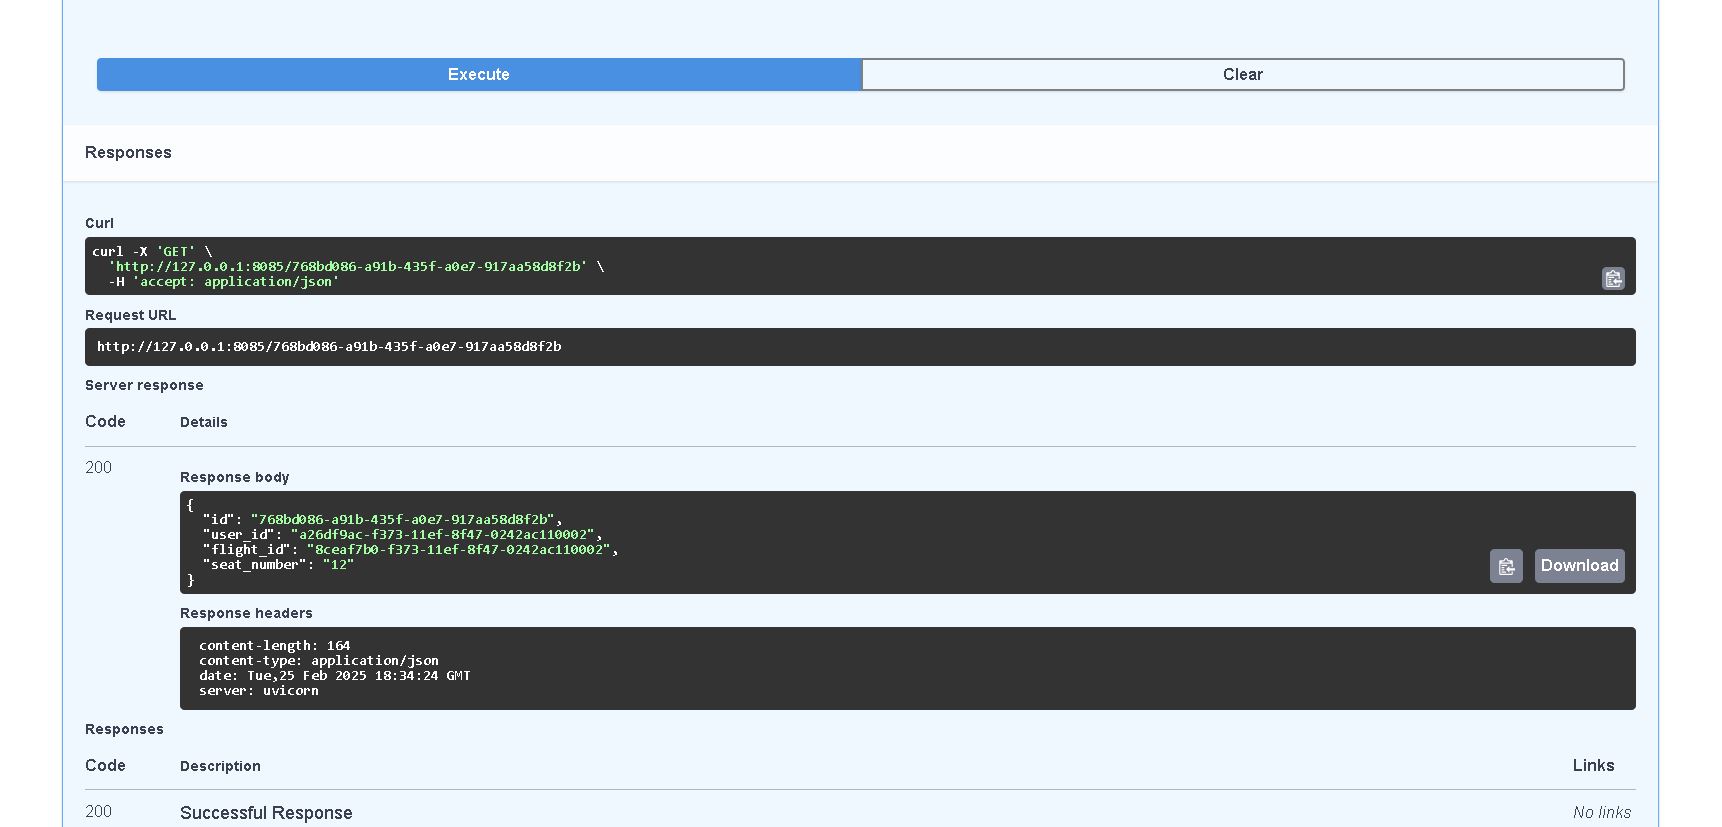 Execute
Clear
Responses
Curl
curl -X 'GET' \
  'http://127.0.0.1:8085/768bd086-a91b-435f-a0e7-917aa58d8f2b' \
  -H 'accept: application/json'
Request URL
http://127.0.0.1:8085/768bd086-a91b-435f-a0e7-917aa58d8f2b
Server response
Code Details
200
Response body
{
  "id": "768bd086-a91b-435f-a0e7-917aa58d8f2b",
  "user_id": "a26df9ac-f373-11ef-8f47-0242ac110002",
  "flight_id": "8ceaf7b0-f373-11ef-8f47-0242ac110002",
  "seat_number": "12"
}
Download
Response headers
content-length: 164
content-type: application/json
date: Tue,25 Feb 2025 18:34:24 GMT
server: uvicorn
Responses
Code Description Links
200 Successful Response No links